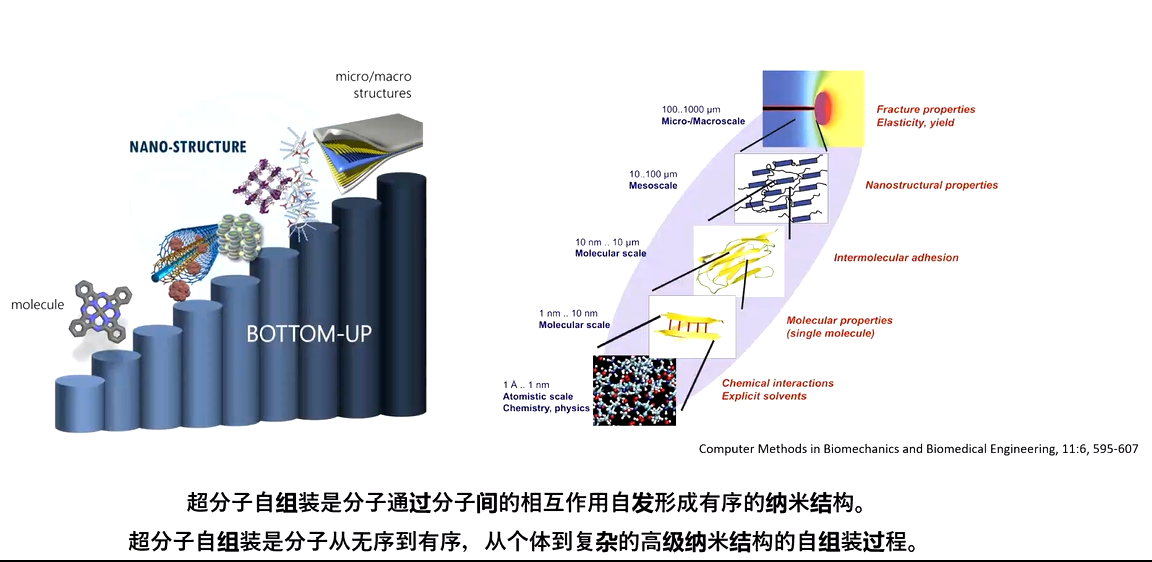 micro/macro
structures
NANO-STRUCTURE
molecule
BOTTOM-UP
100..1000 µm
Micro-/Macroscale
Fracture properties
Elasticity, yield
10..100 µm
Mesoscale
Nanostructural properties
10 nm .. 10 µm
Molecular scale
Intermolecular adhesion
1 nm .. 10 nm
Molecular scale
Molecular properties
(single molecule)
1 A .. 1 nm
Atomistic scale
Chemistry, physics
Chemical interactions
Explicit solvents
Computer Methods in Biomechanics and Biomedical Engineering, 11:6, 595-607
超分子自组装是分子通过分子间的相互作用自发形成有序的纳米结构。
超分子自组装是分子从无序到有序，从个体到复杂的高级纳米结构的自组装过程。